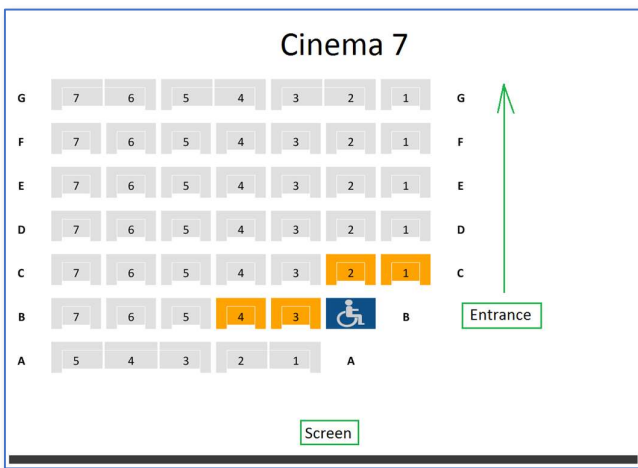 Cinema 7
G 7 6 5 4 3 2 1 G
F 7 6 5 4 3 2 1 F
E 7 6 5 4 3 2 1 E
D 7 6 5 4 3 2 1 D
C 7 6 5 4 3 2 1 C
B 7 6 5 4 3 B
Entrance
A 5 4 3 2 1 A
Screen